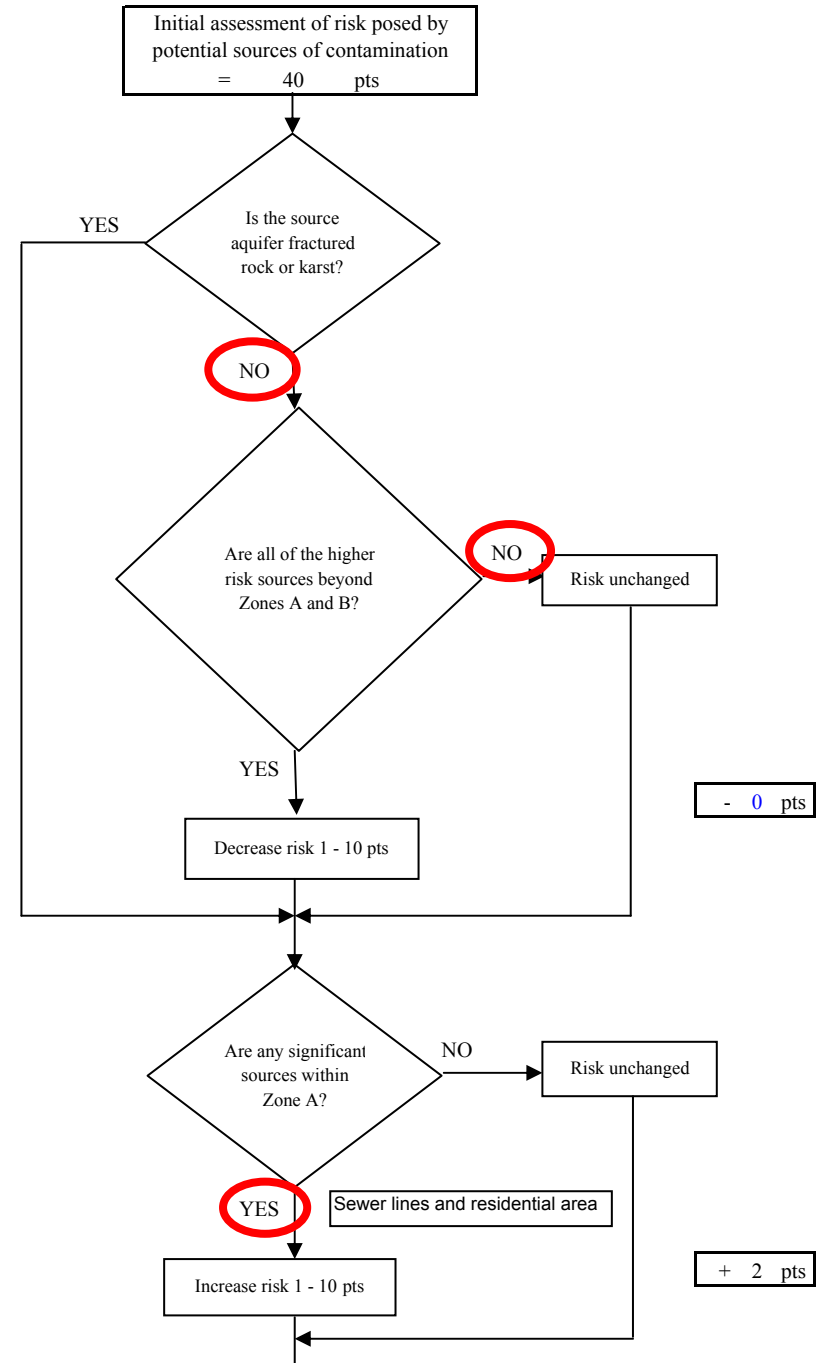 Initial assessment of risk posed by
potential sources of contamination
= 40 pts
YES
Is the source
aquifer fractured
rock or karst?
NO
Are all of the higher
risk sources beyond
Zones A and B?
NO
Risk unchanged
YES
- 0 pts
Decrease risk 1 - 10 pts
Are any significant
sources within
Zone A?
NO
Risk unchanged
YES
Sewer lines and residential area
Increase risk 1 - 10 pts
+ 2 pts